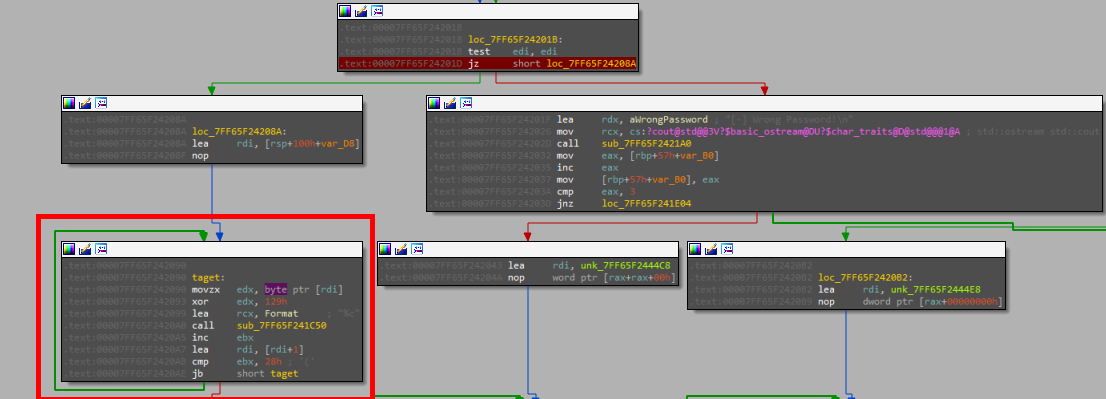 .text:00007FF65F24201B
.text:00007FF65F24201B loc_7FF65F24201B:
.text:00007FF65F24201B test edi, edi
.text:00007FF65F24201D jz short loc_7FF65F24208A
.text:00007FF65F24208A
.text:00007FF65F24208A loc_7FF65F24208A:
.text:00007FF65F24208A lea rdi, [rsp+100h+var_D8]
.text:00007FF65F24208F nop
.text:00007FF65F24201F lea rdx, aWrongPassword ; "[-] Wrong Password!\n"
.text:00007FF65F242026 mov rcx, cs:?cout@std@@3V?$basic_ostream@DU?$char_traits@D@std@@@1@A ; std::ostream std::cout
.text:00007FF65F24202D call sub_7FF65F2421A0
.text:00007FF65F242032 mov eax, [rbp+57h+var_B0]
.text:00007FF65F242035 inc eax
.text:00007FF65F242037 mov [rbp+57h+var_B0], eax
.text:00007FF65F24203A cmp eax, 3
.text:00007FF65F24203D jnz loc_7FF65F241E04
.text:00007FF65F242090
.text:00007FF65F242090 taget:
.text:00007FF65F242090 movzx edx, byte ptr [rdi]
.text:00007FF65F242093 xor edx, 129h
.text:00007FF65F242099 lea rcx, Format ; "%c"
.text:00007FF65F2420A0 call sub_7FF65F241C50
.text:00007FF65F2420A5 inc ebx
.text:00007FF65F2420A7 lea rdi, [rdi+1]
.text:00007FF65F2420AB cmp ebx, 28h ; '('
.text:00007FF65F2420AE jb short taget
.text:00007FF65F242043 lea rdi, unk_7FF65F2444C8
.text:00007FF65F24204A nop word ptr [rax+rax+00h]
.text:00007FF65F2420B2
.text:00007FF65F2420B2 loc_7FF65F2420B2:
.text:00007FF65F2420B2 lea rdi, unk_7FF65F2444E8
.text:00007FF65F2420B9 nop dword ptr [rax+00000000h]